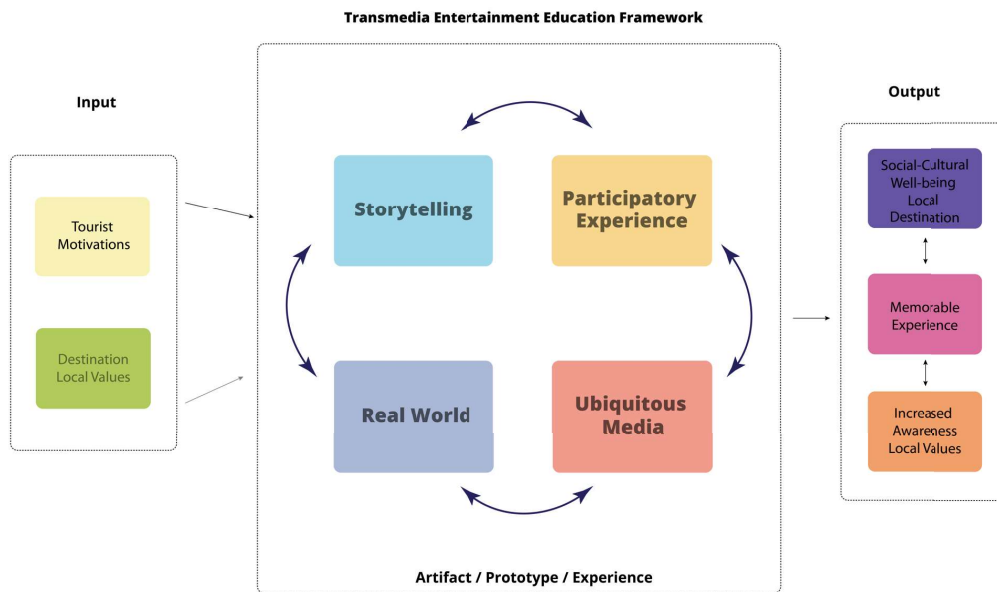 Transmedia Entertainment Education Framework
Input
Tourist
Motivations
Destination
Local Values
Storytelling
Participatory
Experience
Real World
Ubiquitous
Media
Artifact / Prototype / Experience
Output
Social-Cultural
Well-being
Local
Destination
Memorable
Experience
Increased
Awareness
Local Values